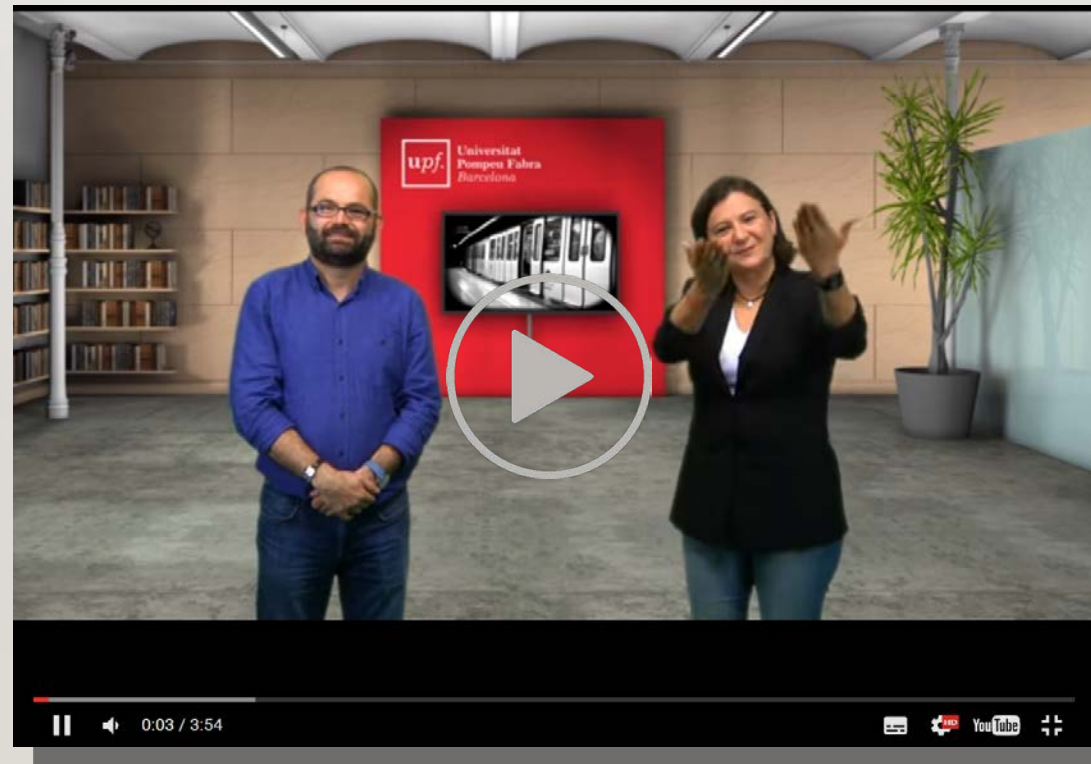 upf.
Universitat
Pompeu Fabra
Barcelona
0:03 / 3:54
HD
YouTube